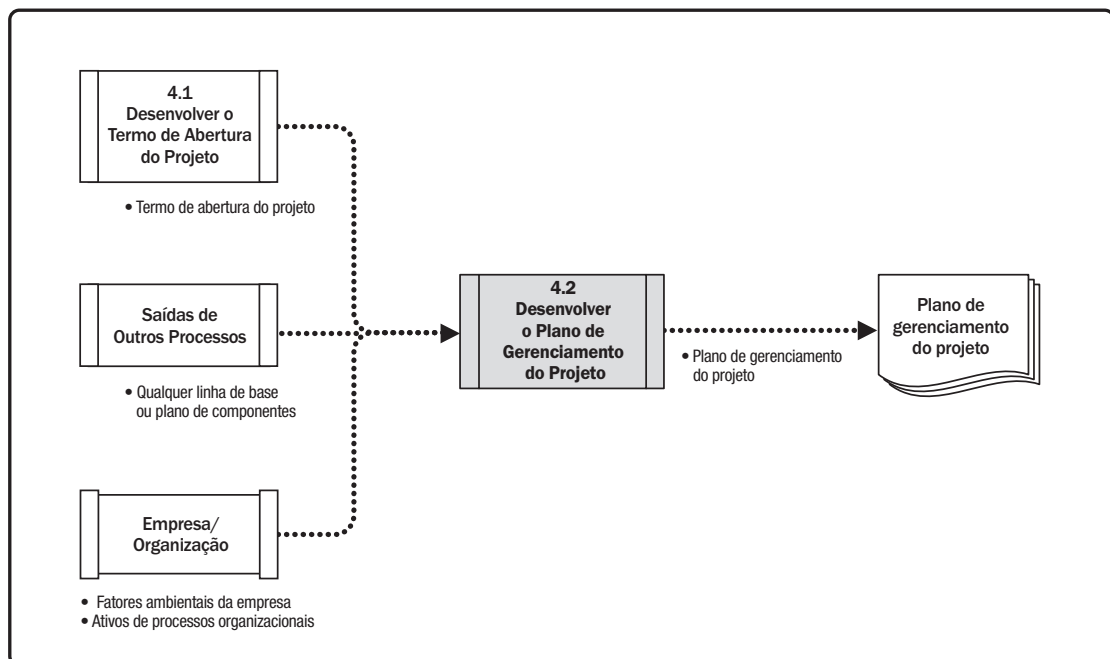 4.1
Desenvolver o
Termo de Abertura
do Projeto
• Termo de abertura do projeto
Saídas de
Outros Processos
• Qualquer linha de base
ou plano de componentes
Empresa/
Organização
• Fatores ambientais da empresa
• Ativos de processos organizacionais
4.2
Desenvolver
o Plano de
Gerenciamento
do Projeto
• Plano de gerenciamento
do projeto
Plano de
gerenciamento
do projeto